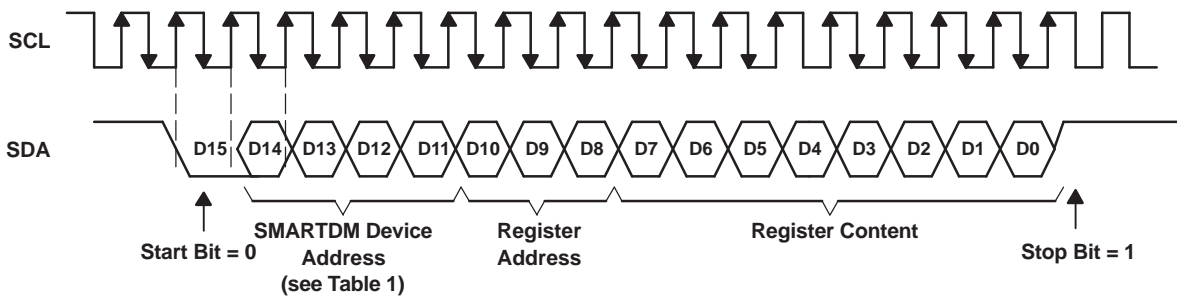 SCL
SDA
D15 D14 D13 D12 D11 D10 D9 D8 D7 D6 D5 D4 D3 D2 D1 D0
Start Bit = 0
SMARTDM Device
Address
(see Table 1)
Register
Address
Register Content
Stop Bit = 1